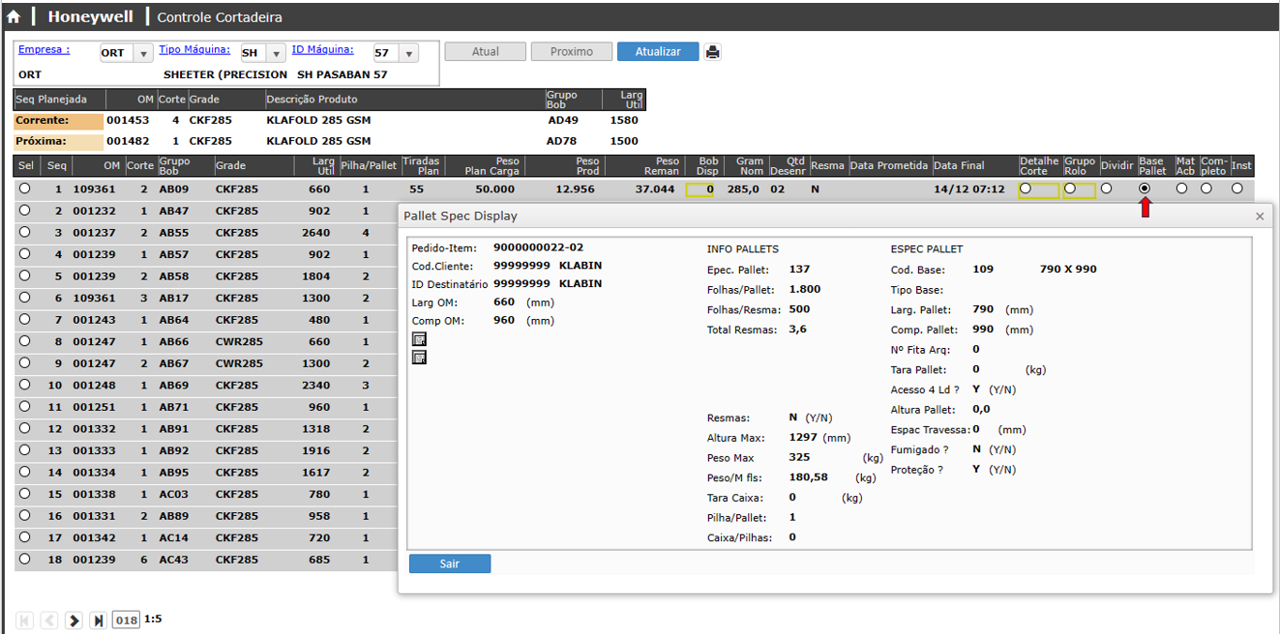 Honeywell Controle Cortadeira
Empresa : ORT Tipo Máquina: SH ID Máquina: 57 Atual Proximo Atualizar
ORT SHEETER (PRECISION SH PASABAN 57
Seq Planejada OM Corte Grade Descrição Produto Grupo Bob Larg Util
Corrente: 001453 4 CKF285 KLAFOLD 285 GSM AD49 1580
Próxima: 001482 1 CKF285 KLAFOLD 285 GSM AD78 1500
Sel Seq OM Corte Grupo Bob Grade Larg Util Pilha/Pallet Tiradas Plan Peso Plan Carga Peso Prod Peso Reman Bob Disp Gram Nom Qtd Desenr Resma Data Prometida Data Final Detalhe Corte Grupo Rolo Dividir Base Pallet Mat Acb Com-pleto Inst
1 109361 2 AB09 CKF285 660 1 55 50.000 12.956 37.044 0 285,0 02 N 14/12 07:12
2 001232 1 AB47 CKF285 902 1
3 001237 2 AB55 CKF285 2640 4
4 001239 1 AB57 CKF285 902 1
5 001239 2 AB58 CKF285 1804 2
6 109361 3 AB17 CKF285 1300 2
7 001243 1 AB64 CKF285 480 1
8 001247 1 AB66 CWR285 660 1
9 001247 2 AB67 CWR285 1300 2
10 001248 1 AB69 CKF285 2340 3
11 001251 1 AB71 CKF285 960 1
12 001332 1 AB91 CKF285 1318 2
13 001333 1 AB92 CKF285 1916 2
14 001334 1 AB95 CKF285 1617 2
15 001338 1 AC03 CKF285 780 1
16 001331 2 AB89 CKF285 958 1
17 001342 1 AC14 CKF285 720 1
18 001239 6 AC43 CKF285 685 1
Pallet Spec Display
Pedido-Item: 9000000022-02
Cod.Cliente: 99999999 KLABIN
ID Destinatário 99999999 KLABIN
Larg OM: 660 (mm)
Comp OM: 960 (mm)
INFO PALLETS
Epec. Pallet: 137
Folhas/Pallet: 1.800
Folhas/Resma: 500
Total Resmas: 3,6
Resmas: N (Y/N)
Altura Max: 1297 (mm)
Peso Max 325 (kg)
Peso/M fls: 180,58 (kg)
Tara Caixa: 0 (kg)
Pilha/Pallet: 1
Caixa/Pilhas: 0
ESPEC PALLET
Cod. Base: 109 790 X 990
Tipo Base:
Larg. Pallet: 790 (mm)
Comp. Pallet: 990 (mm)
Nº Fita Arq: 0
Tara Pallet: 0 (kg)
Acesso 4 Ld ? Y (Y/N)
Altura Pallet: 0,0
Espac Travessa: 0 (mm)
Fumigado ? N (Y/N)
Proteção ? Y (Y/N)
Sair
018 1:5